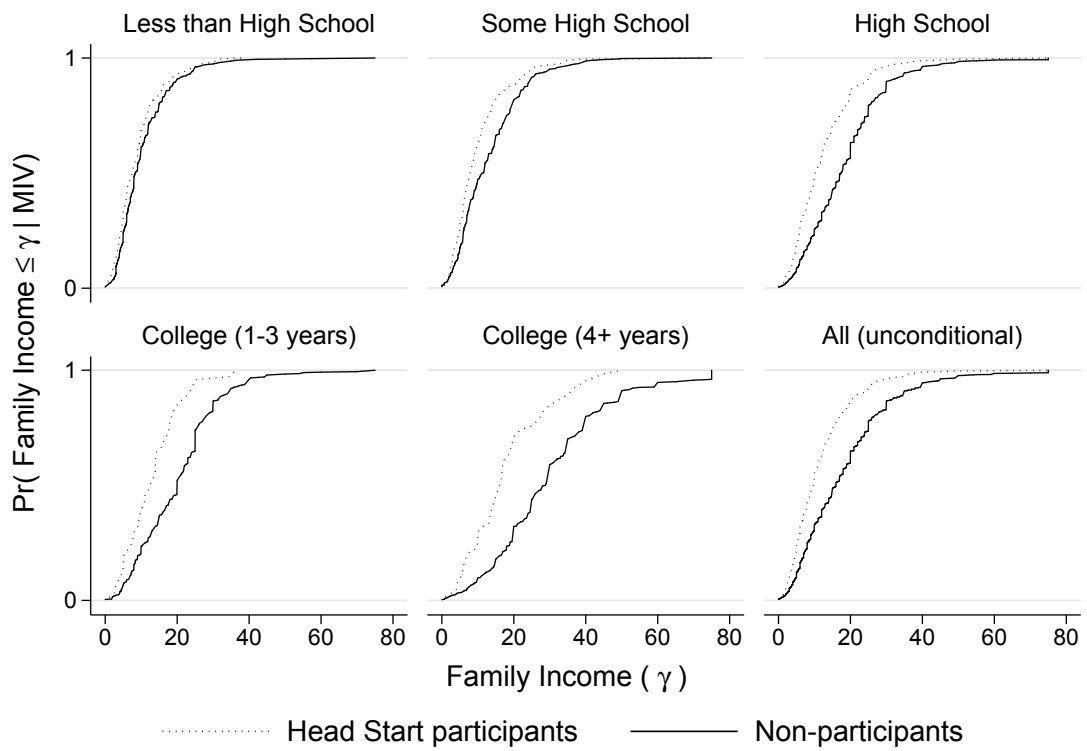 Less than High School
Some High School
High School
1
0
College (1-3 years)
College (4+ years)
All (unconditional)
1
0
0 20 40 60 80
0 20 40 60 80
0 20 40 60 80
Pr( Family Income ≤ γ | MIV)
Family Income ( γ )
Head Start participants
Non-participants